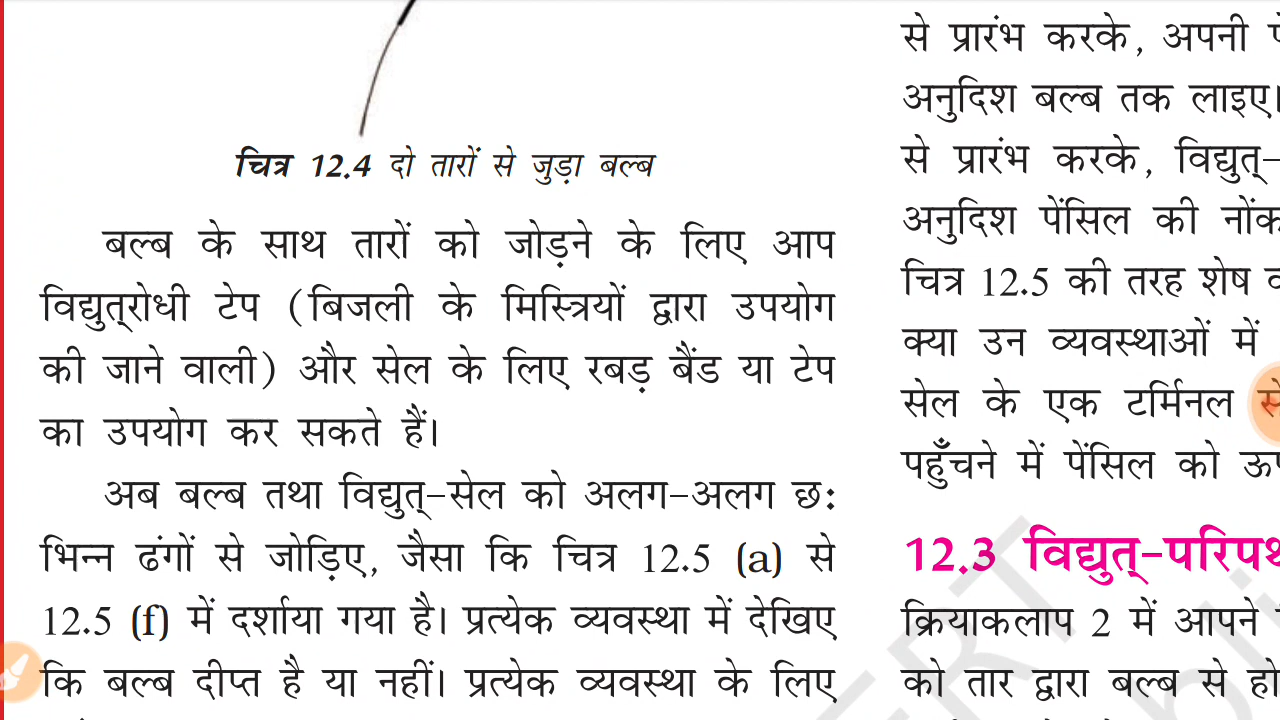 चित्र 12.4 दो तारों से जुड़ा बल्ब
बल्ब के साथ तारों को जोड़ने के लिए आप
विद्युत्‌रोधी टेप (बिजली के मिस्त्रियों द्वारा उपयोग
की जाने वाली) और सेल के लिए रबड़ बैंड या टेप
का उपयोग कर सकते हैं।
अब बल्ब तथा विद्युत्-सेल को अलग-अलग छः
भिन्न ढंगों से जोड़िए, जैसा कि चित्र 12.5 (a) से
12.5 (f) में दर्शाया गया है। प्रत्येक व्यवस्था में देखिए
कि बल्ब दीप्त है या नहीं। प्रत्येक व्यवस्था के लिए
से प्रारंभ करके, अपनी
अनुदिश बल्ब तक लाइए।
से प्रारंभ करके, विद्युत्-
अनुदिश पेंसिल की नोंक
चित्र 12.5 की तरह शेष
क्या उन व्यवस्थाओं में
सेल के एक टर्मिनल से
पहुँचने में पेंसिल को
12.3 विद्युत्-परिपथ
क्रियाकलाप 2 में आपने
को तार द्वारा बल्ब से